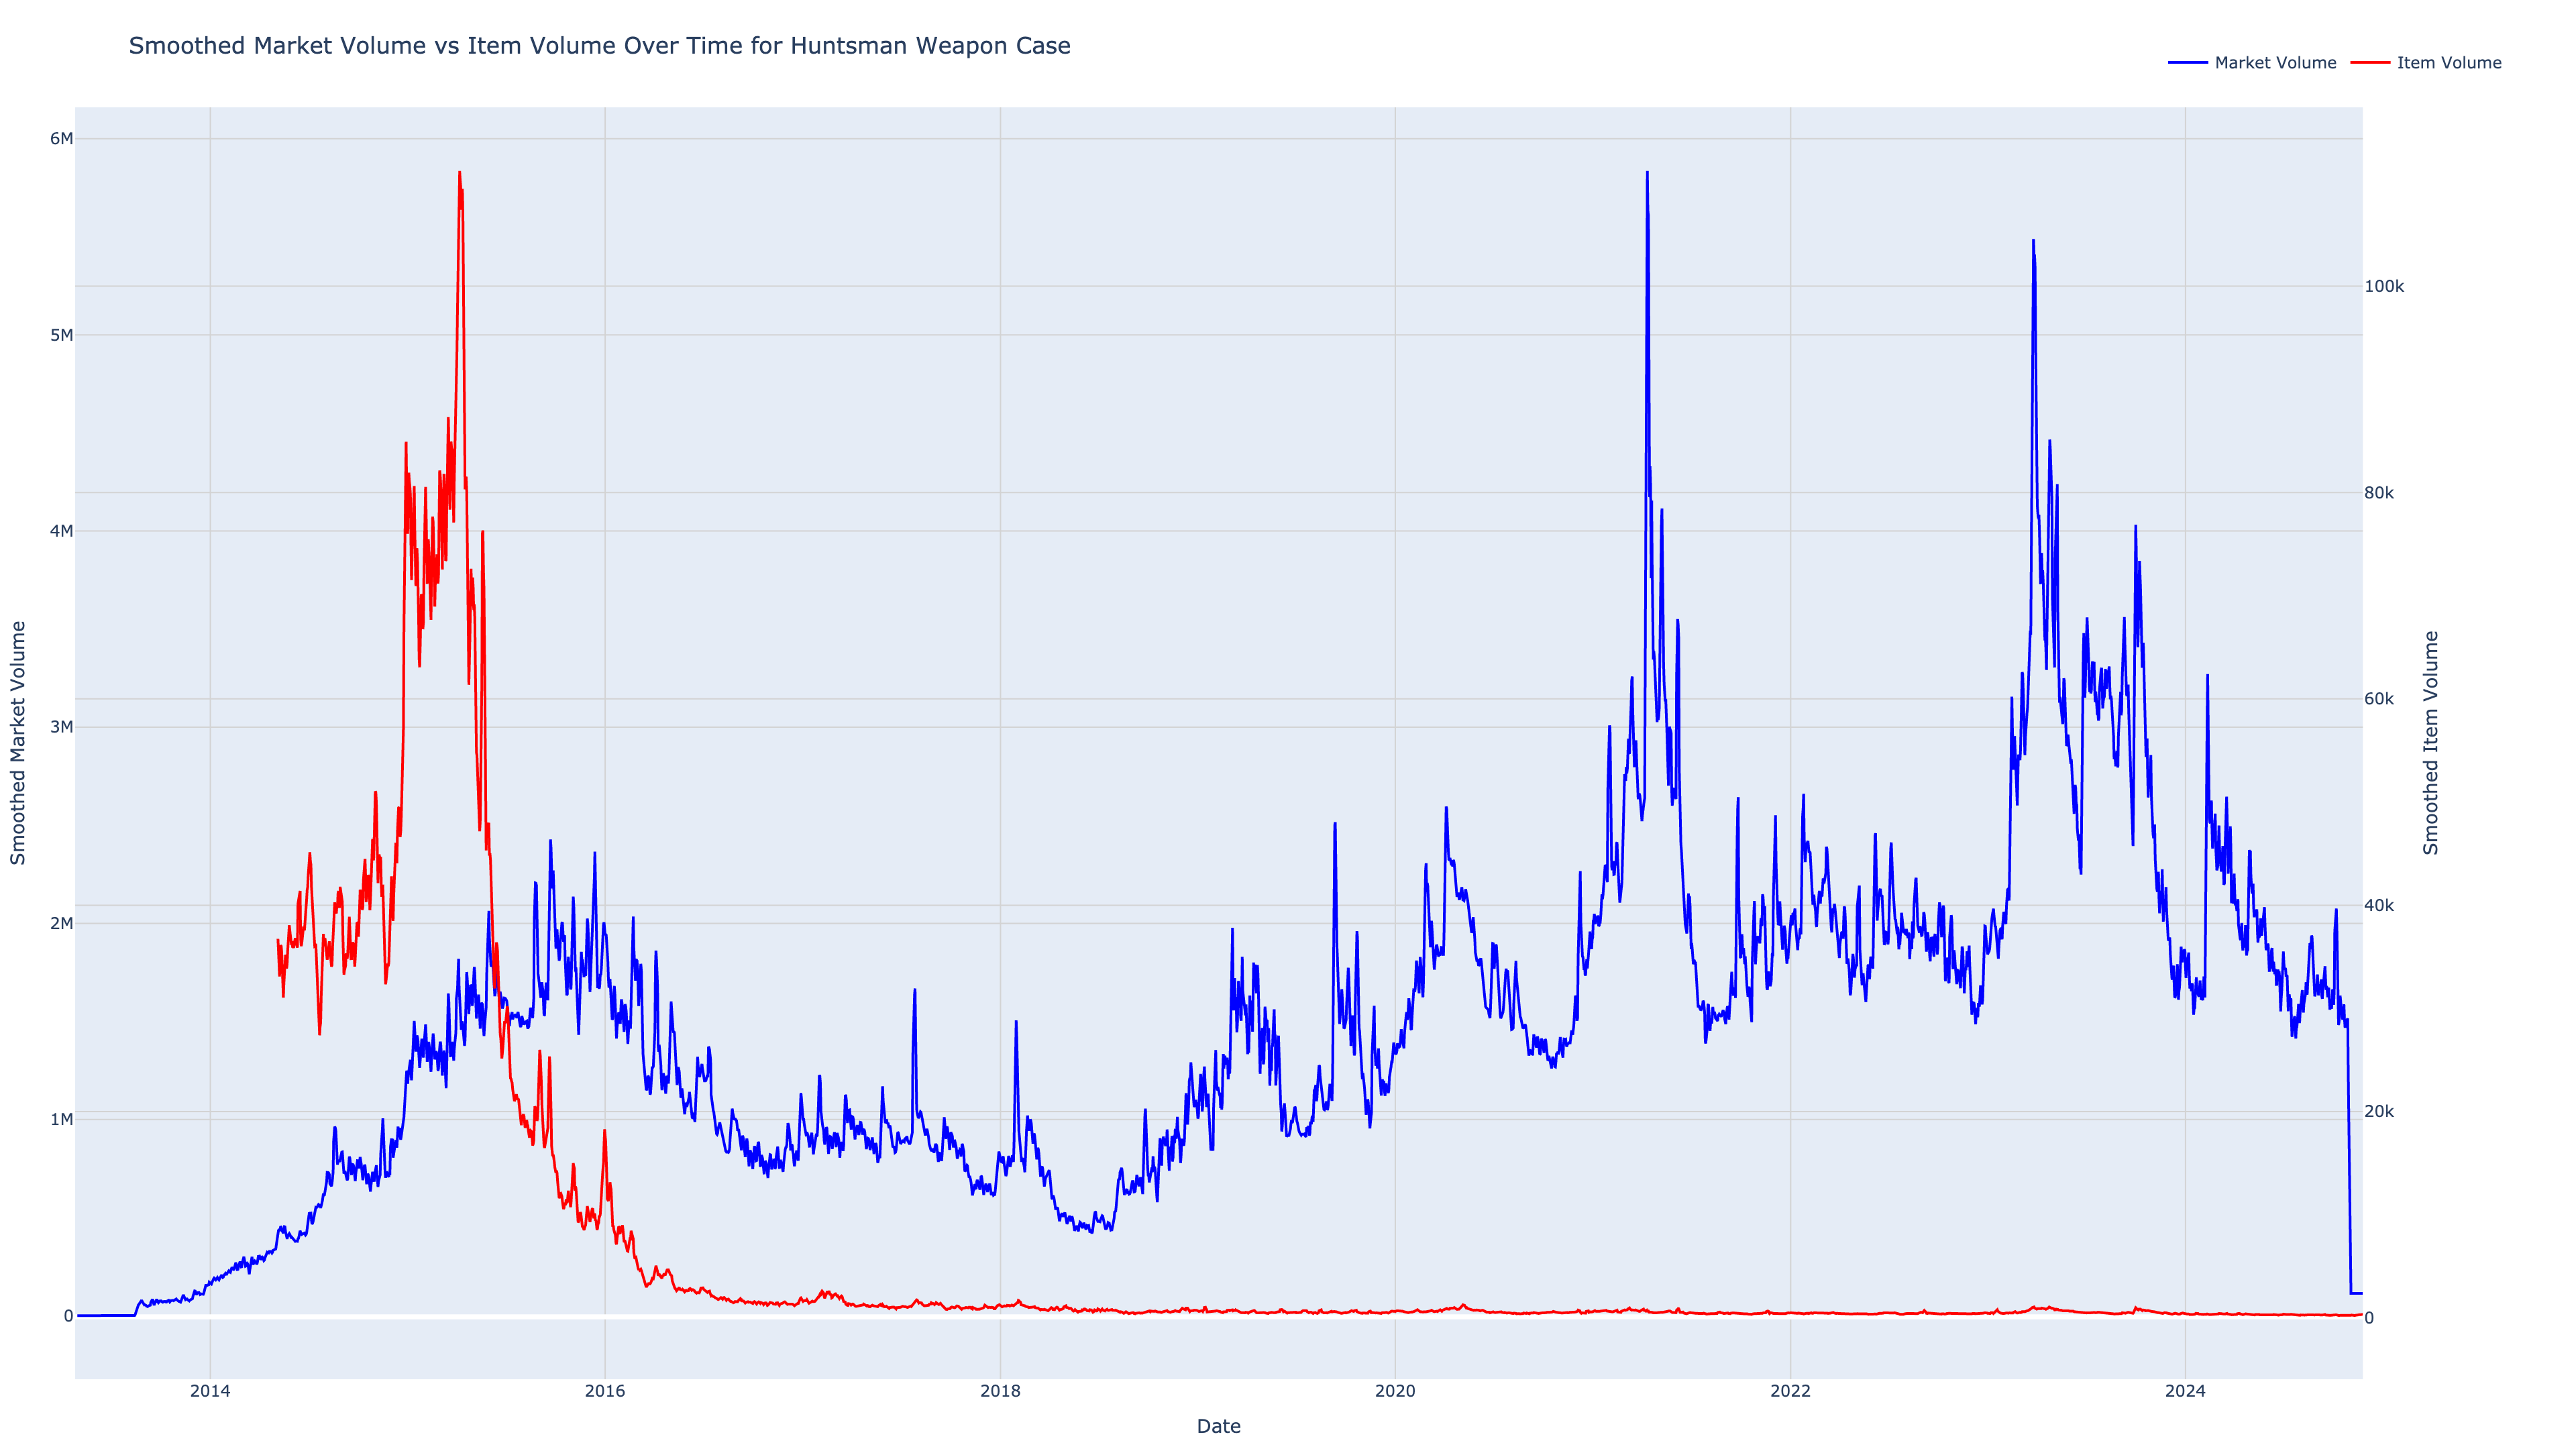 Smoothed Market Volume vs Item Volume Over Time for Huntsman Weapon Case
Market Volume
Item Volume
6M
5M
4M
3M
2M
1M
0
Smoothed Market Volume
100k
80k
60k
40k
20k
0
Smoothed Item Volume
2014
2016
2018
2020
2022
2024
Date